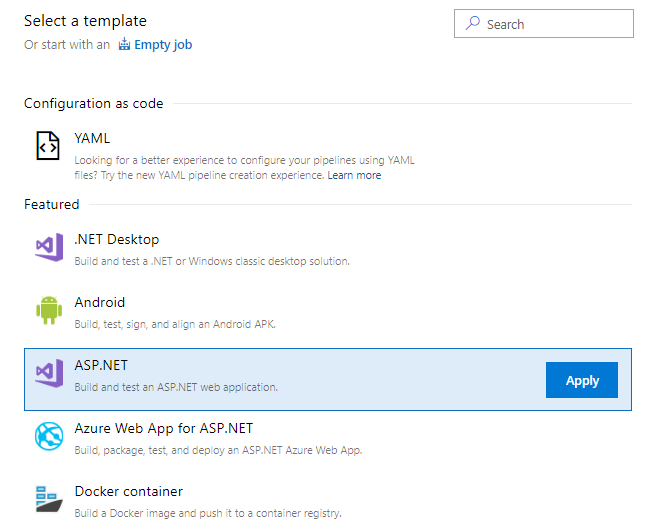 Select a template
Search
Or start with an Empty job
Configuration as code
YAML
Looking for a better experience to configure your pipelines using YAML
files? Try the new YAML pipeline creation experience. Learn more
Featured
.NET Desktop
Build and test a .NET or Windows classic desktop solution.
Android
Build, test, sign, and align an Android APK.
ASP.NET
Build and test an ASP.NET web application.
Apply
Azure Web App for ASP.NET
Build, package, test, and deploy an ASP.NET Azure Web App.
Docker container
Build a Docker image and push it to a container registry.